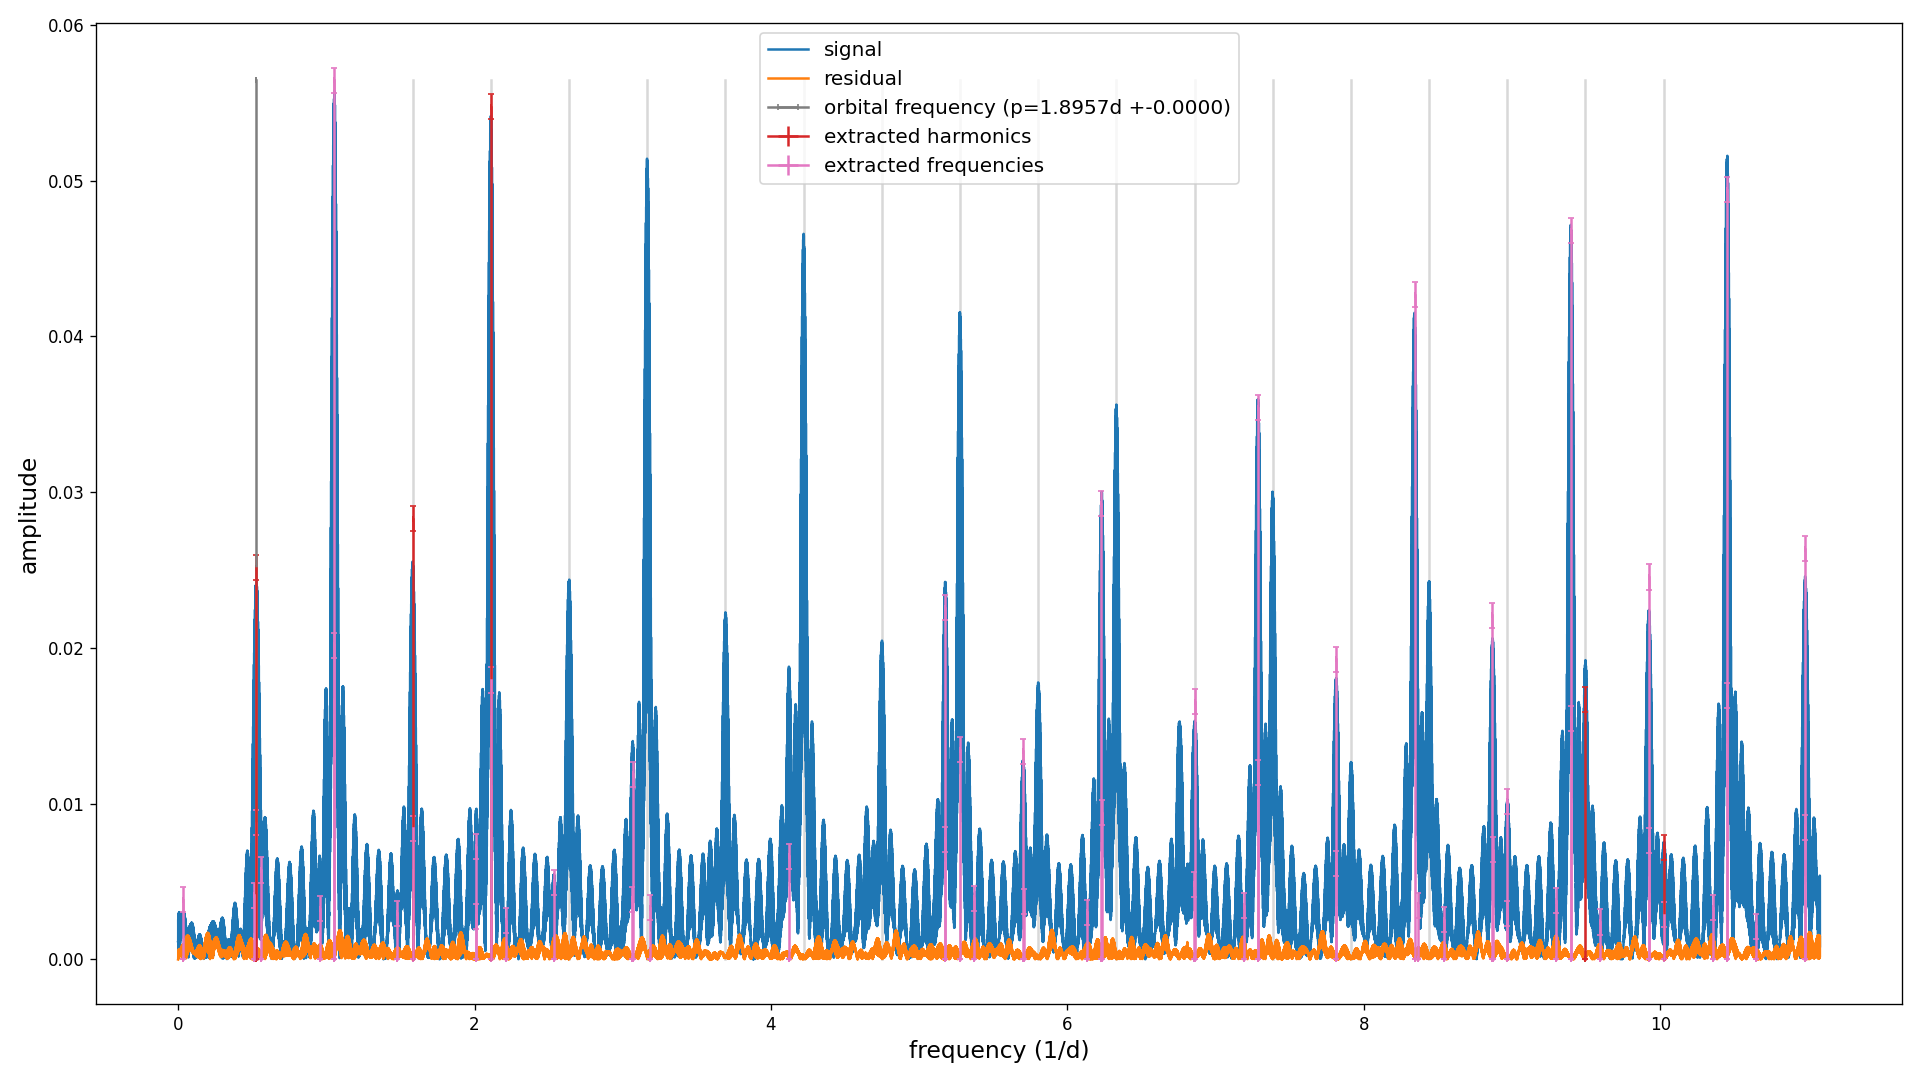 0.06
0.05
0.04
0.03
0.02
0.01
0.00
amplitude
signal
residual
orbital frequency (p=1.8957d +-0.0000)
extracted harmonics
extracted frequencies
0
2
4
6
8
10
frequency (1/d)